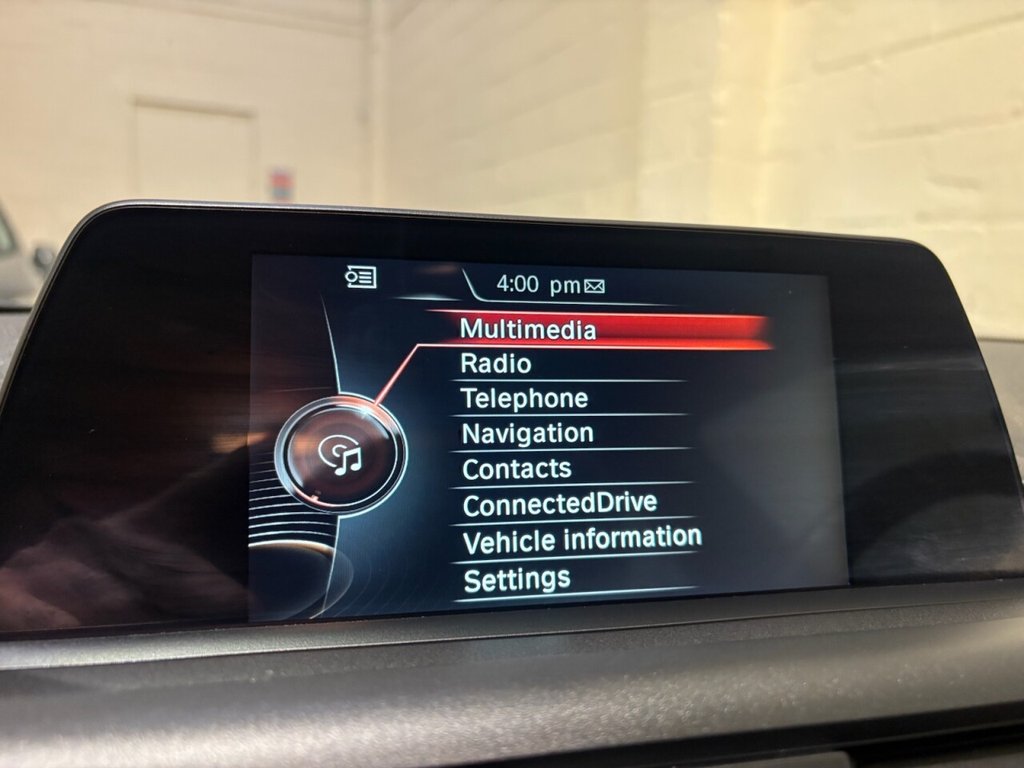 4:00 pm
Multimedia
Radio
Telephone
Navigation
Contacts
ConnectedDrive
Vehicle information
Settings